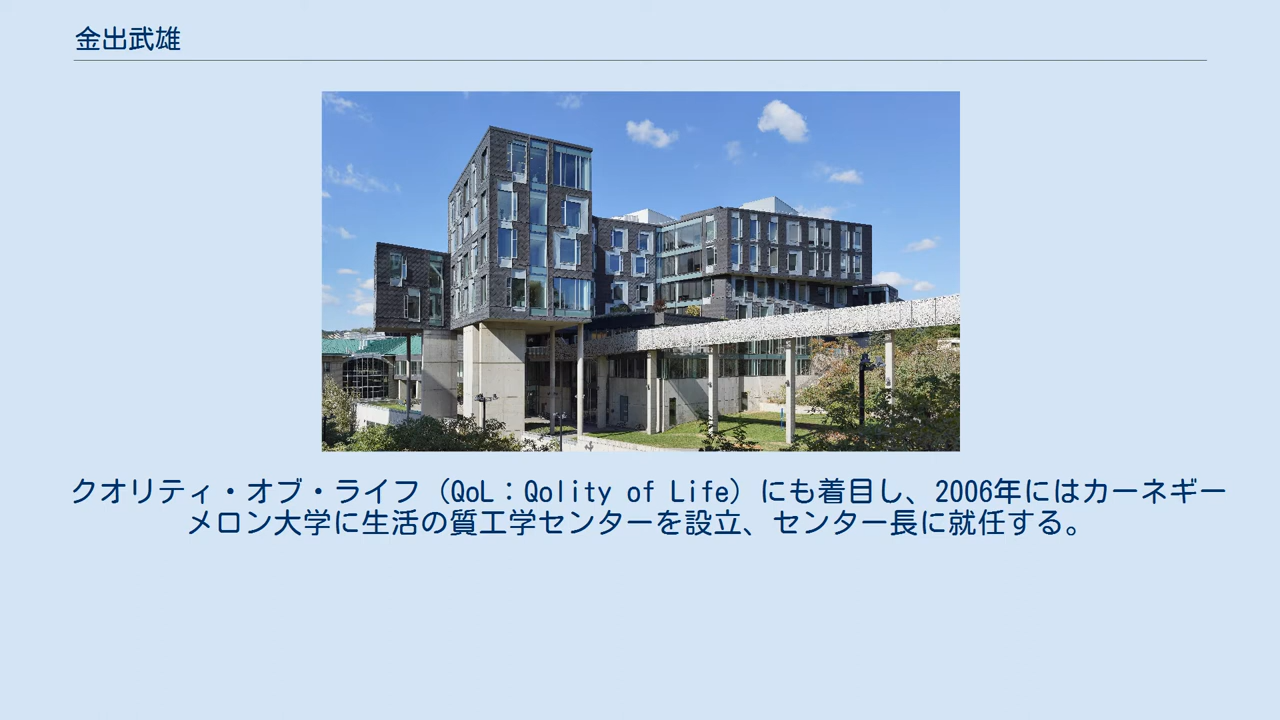 金出武雄
クオリティ・オブ・ライフ（QoL：Qolity of Life）にも着目し、2006年にはカーネギー
メロン大学に生活の質工学センターを設立、センター長に就任する。